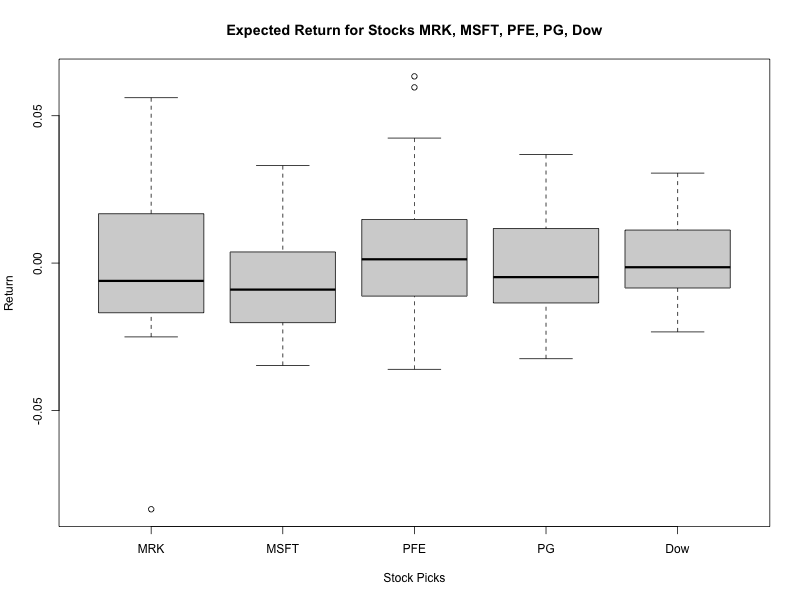 Expected Return for Stocks MRK, MSFT, PFE, PG, Dow
Return
0.05
0.00
-0.05
MRK MSFT PFE PG Dow
Stock Picks